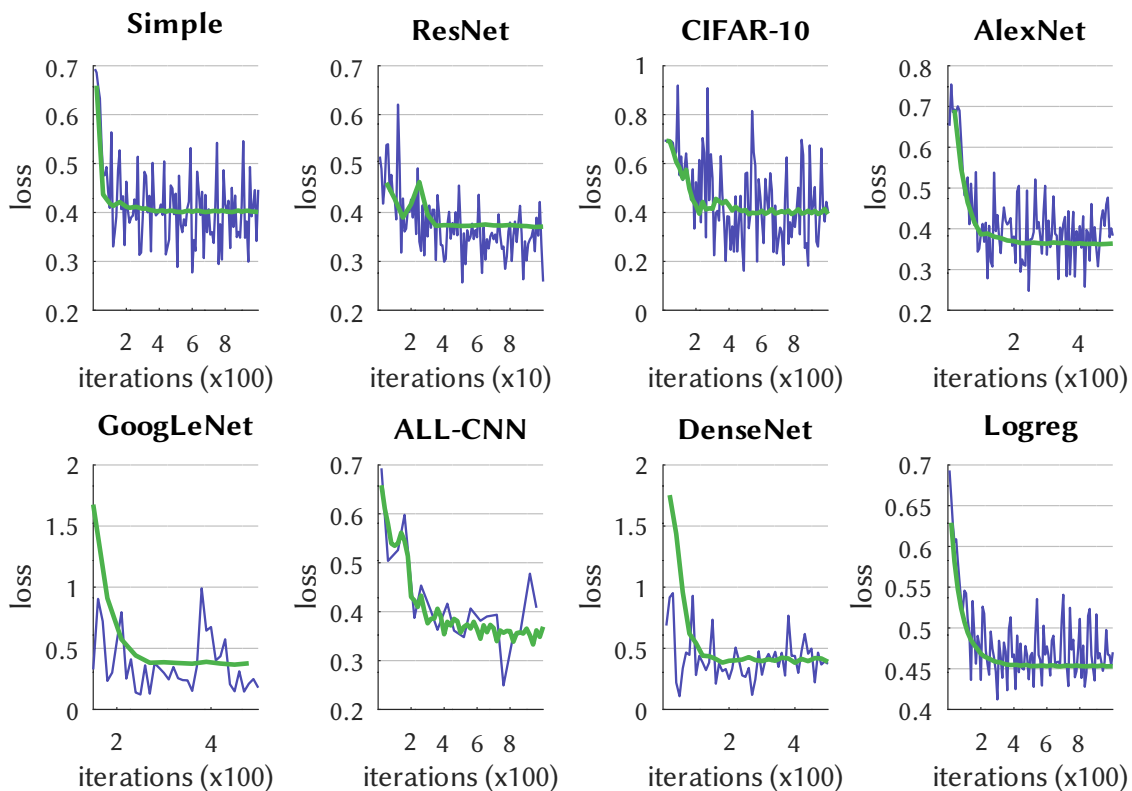 Simple ResNet CIFAR-10 AlexNet
0.7 0.7 1 0.8
0.6 0.6 0.8 0.7
0.5 0.5 0.6 0.6
0.4 0.4 0.4 0.5
0.3 0.3 0.2 0.4
0.2 0.2 0 0.3
0.2
loss loss loss loss
2 4 6 8 2 4 6 8 2 4 6 8 2 4
iterations (x100) iterations (x10) iterations (x100) iterations (x100)
GoogLeNet ALL-CNN DenseNet Logreg
2 0.7 2 0.7
1.5 0.6 1.5 0.65
1 0.5 1 0.6
0.5 0.4 0.5 0.55
0 0.3 0 0.5
0.2 0.45
0.4
loss loss loss loss
2 4 2 4 6 8 2 4 2 4 6 8
iterations (x100) iterations (x100) iterations (x100) iterations (x100)